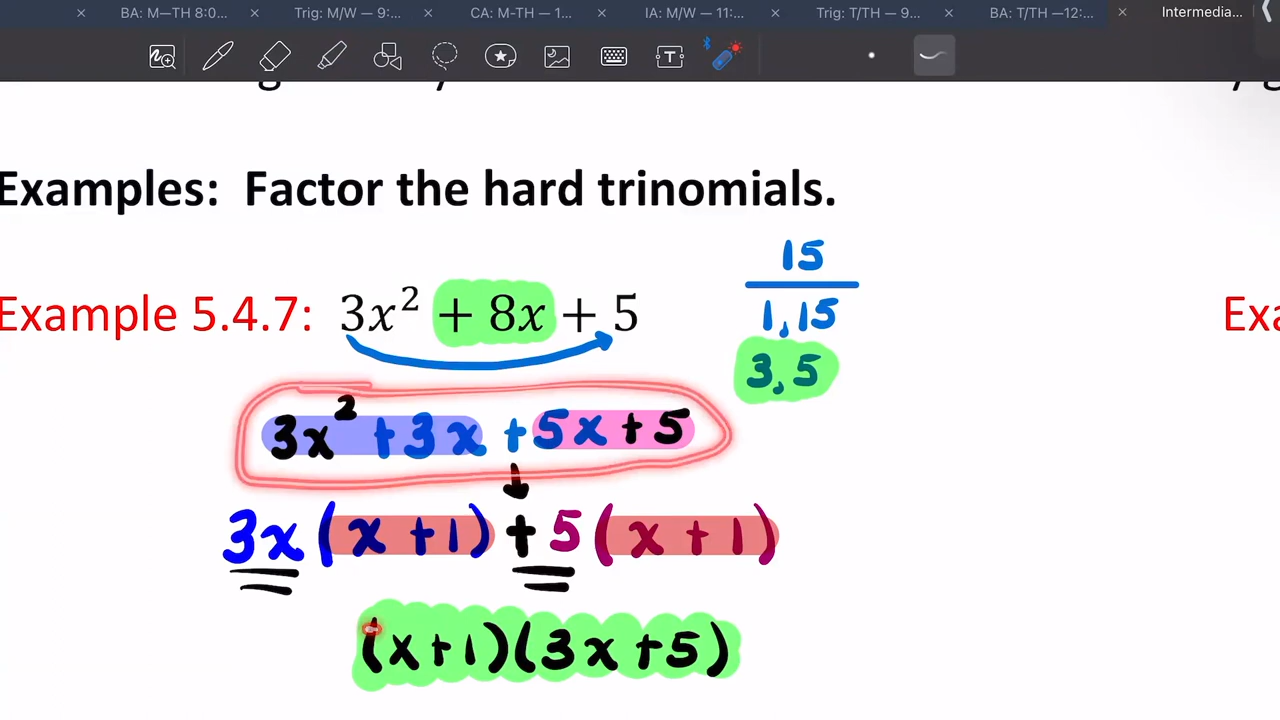 BA: M—TH 8:0... Trig: M/W — 9:... CA: M-TH — 1... IA: M/W — 11:... Trig: T/TH — 9... BA: T/TH —12:... Intermedia...
Examples: Factor the hard trinomials.
15
1, 15
3, 5
Example 5.4.7: 3x² + 8x + 5
Exa
3x² + 3x + 5x + 5
3x (x + 1) + 5 (x + 1)
(x + 1)(3x + 5)